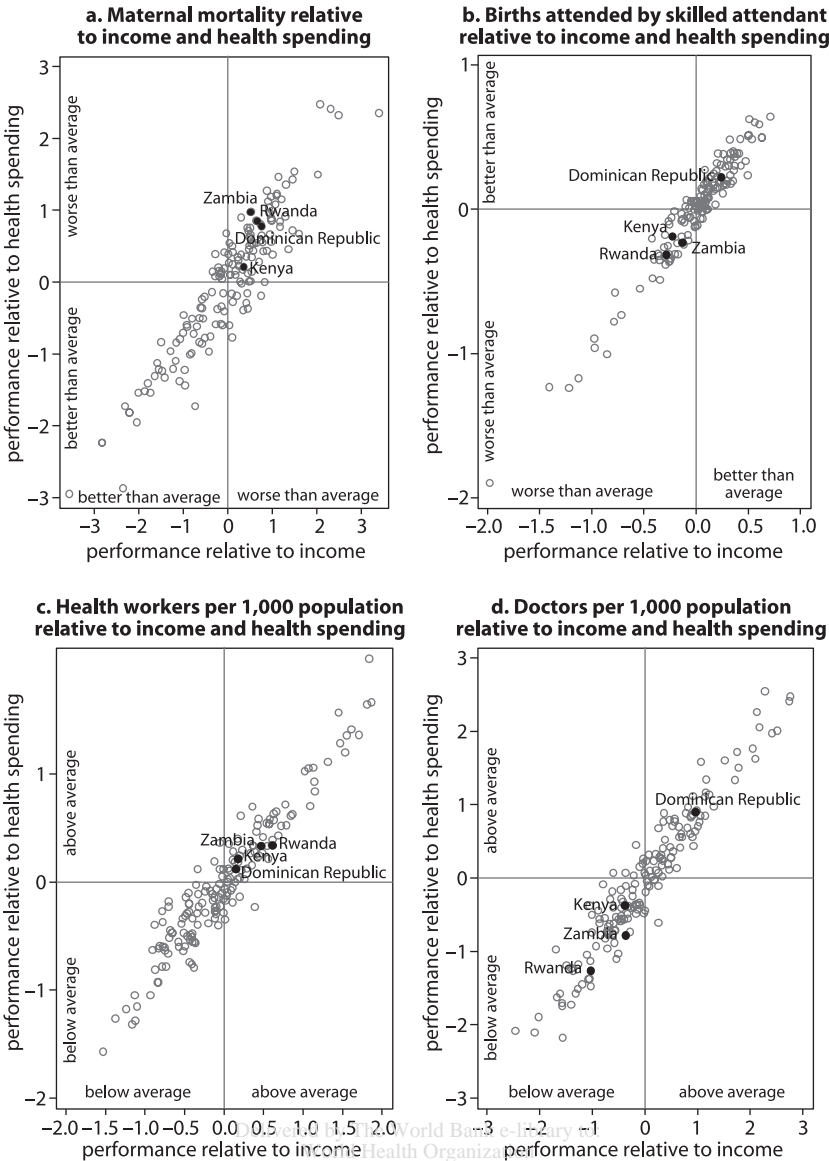 a. Maternal mortality relative
to income and health spending
performance relative to health spending
worse than average
better than average
3
2
1
0
−1
−2
−3
Zambia
Rwanda
Dominican Republic
Kenya
better than average
worse than average
−3 −2 −1 0 1 2 3
performance relative to income
b. Births attended by skilled attendant
relative to income and health spending
performance relative to health spending
better than average
worse than average
1
0
−1
−2
Dominican Republic
Kenya
Zambia
Rwanda
worse than average
better than
average
−2.0 −1.0 0.0 1.0
performance relative to income
c. Health workers per 1,000 population
relative to income and health spending
performance relative to health spending
above average
below average
1
0
−1
−2
Zambia
Rwanda
Kenya
Dominican Republic
below average
above average
−2.0 −1.0 0.0 0.5 1.0 1.5 2.0
performance relative to income
d. Doctors per 1,000 population
relative to income and health spending
performance relative to health spending
above average
below average
3
2
1
0
−1
−2
−3
Dominican Republic
Kenya
Zambia
Rwanda
below average
above average
−3 −2 −1 0 1 2 3
performance relative to income
Delivered by The World Bank e-library to:
World Health Organization